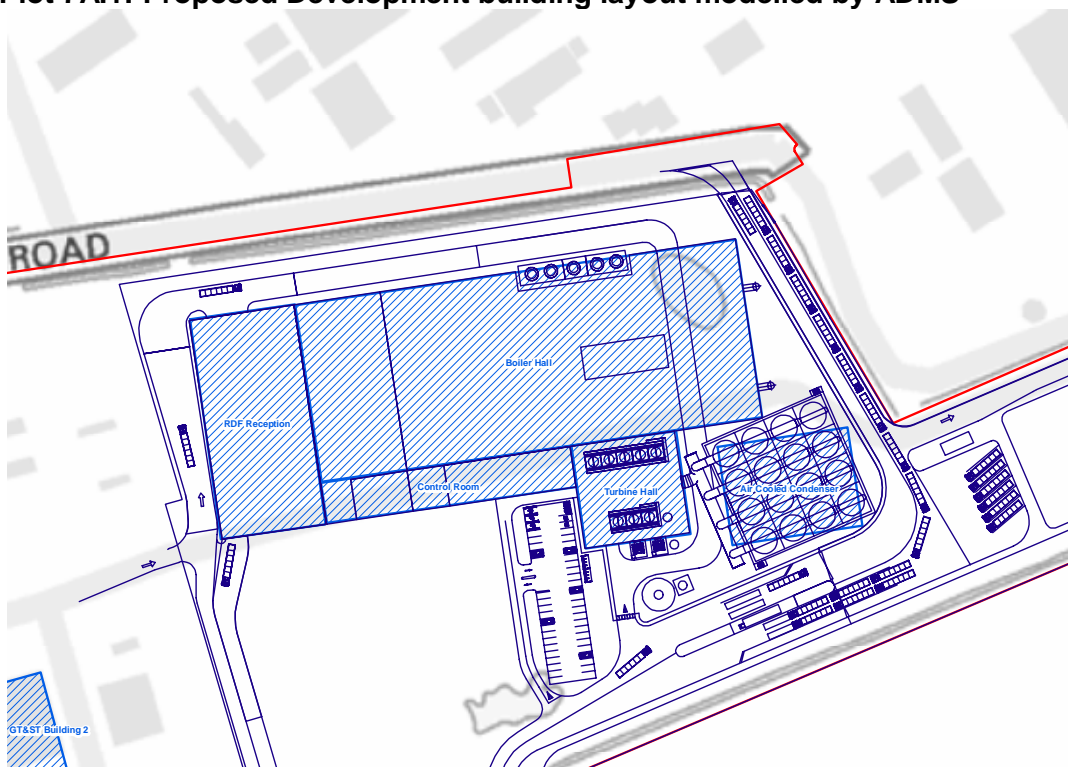 ROAD
Boiler Hall
RDF Reception
Control Room
Turbine Hall
Air Cooled Condenser
GT&ST Building 2